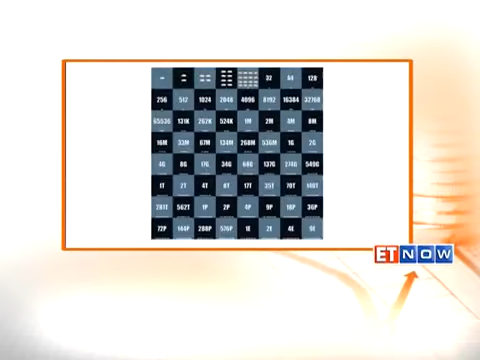 32 64 128
256 512 1024 2048 4096 8192 16384 32768
65536 131K 262K 524K 1M 2M 4M 8M
16M 33M 67M 134M 268M 536M 1G 2G
4G 8G 17G 34G 68G 137G 274G 549G
1T 2T 4T 8T 17T 35T 70T 140T
281T 562T 1P 2P 4P 9P 18P 36P
72P 144P 288P 576P 1E 2E 4E 9E
ET NOW